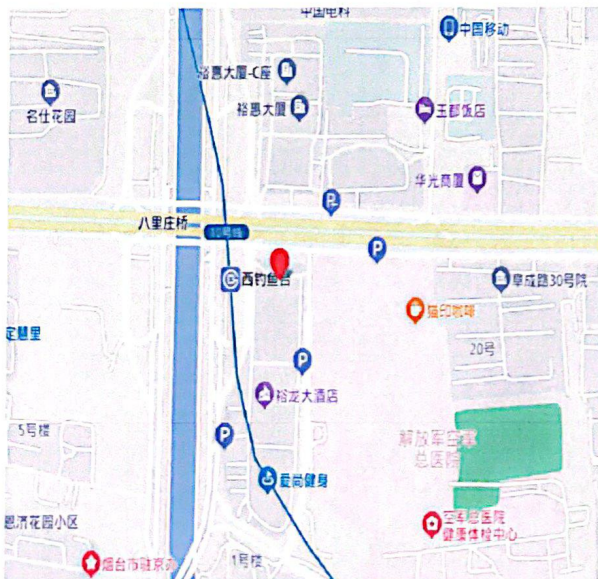 中国电科
中国移动
裕惠大厦-C座
名仕花园
裕惠大厦
王都饭店
华光商厦
P
八里庄桥
10号线
P
西钓鱼台
阜成路30号院
猫印咖啡
定慧里
20号
P
裕龙大酒店
5号楼
P
解放军空军
总医院
爱尚健身
恩济花园小区
空军总医院
健康体检中心
1号楼
烟台市驻京